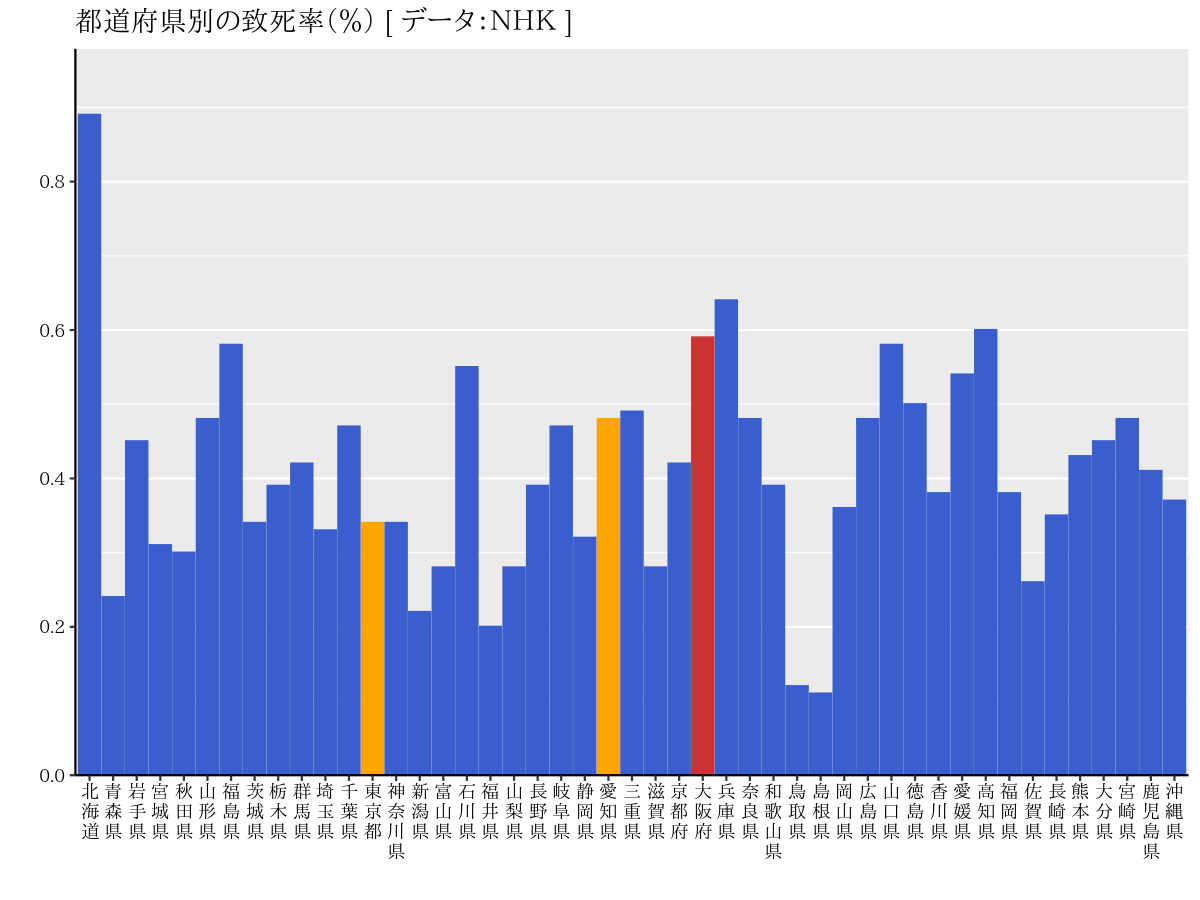 都道府県別の致死率(%) [ データ:NHK ]
0.8
0.6
0.4
0.2
0.0
北海道
青森県
岩手県
宮城県
秋田県
山形県
福島県
茨城県
栃木県
群馬県
埼玉県
千葉県
東京都
神奈川県
新潟県
富山県
石川県
福井県
山梨県
長野県
岐阜県
静岡県
愛知県
三重県
滋賀県
京都府
大阪府
兵庫県
奈良県
和歌山県
鳥取県
島根県
岡山県
広島県
山口県
徳島県
香川県
愛媛県
高知県
福岡県
佐賀県
長崎県
熊本県
大分県
宮崎県
鹿児島県
沖縄県